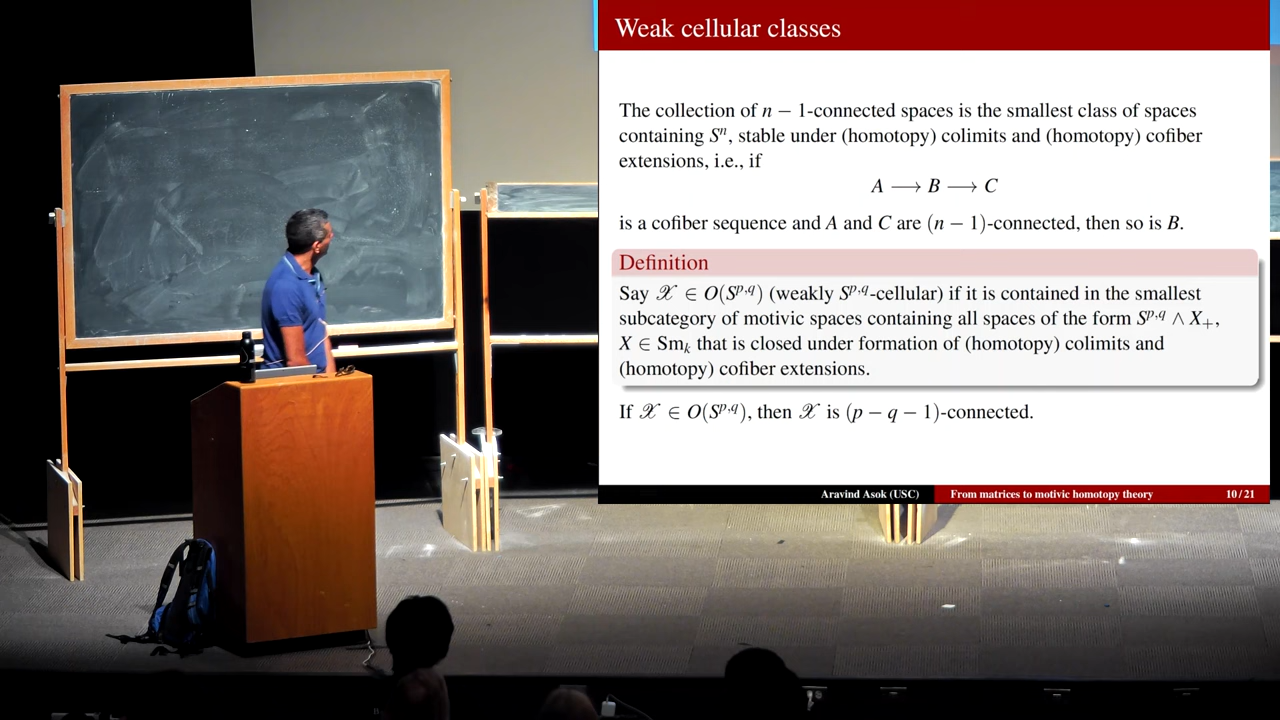 Weak cellular classes
The collection of n − 1-connected spaces is the smallest class of spaces
containing Sⁿ, stable under (homotopy) colimits and (homotopy) cofiber
extensions, i.e., if
A ⟶ B ⟶ C
is a cofiber sequence and A and C are (n − 1)-connected, then so is B.
Definition
Say 𝒳 ∈ O(S^{p,q}) (weakly S^{p,q}-cellular) if it is contained in the smallest
subcategory of motivic spaces containing all spaces of the form S^{p,q} ∧ X₊,
X ∈ Smₖ that is closed under formation of (homotopy) colimits and
(homotopy) cofiber extensions.
If 𝒳 ∈ O(S^{p,q}), then 𝒳 is (p − q − 1)-connected.
Aravind Asok (USC) From matrices to motivic homotopy theory 10 / 21